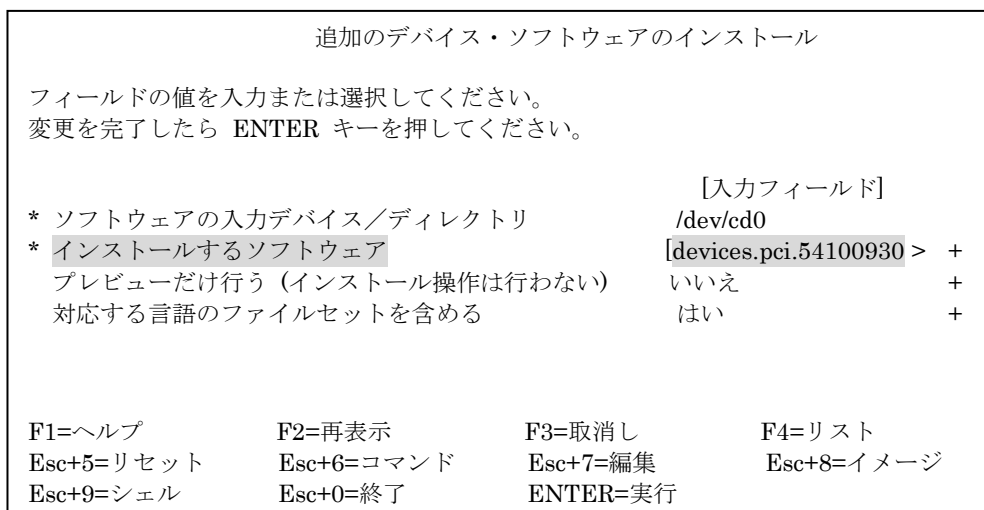 追加のデバイス・ソフトウェアのインストール
フィールドの値を入力または選択してください。
変更を完了したら ENTER キーを押してください。
[入力フィールド]
* ソフトウェアの入力デバイス／ディレクトリ /dev/cd0
* インストールするソフトウェア [devices.pci.54100930 > +
プレビューだけ行う (インストール操作は行わない) いいえ +
対応する言語のファイルセットを含める はい +
F1=ヘルプ F2=再表示 F3=取消し F4=リスト
Esc+5=リセット Esc+6=コマンド Esc+7=編集 Esc+8=イメージ
Esc+9=シェル Esc+0=終了 ENTER=実行